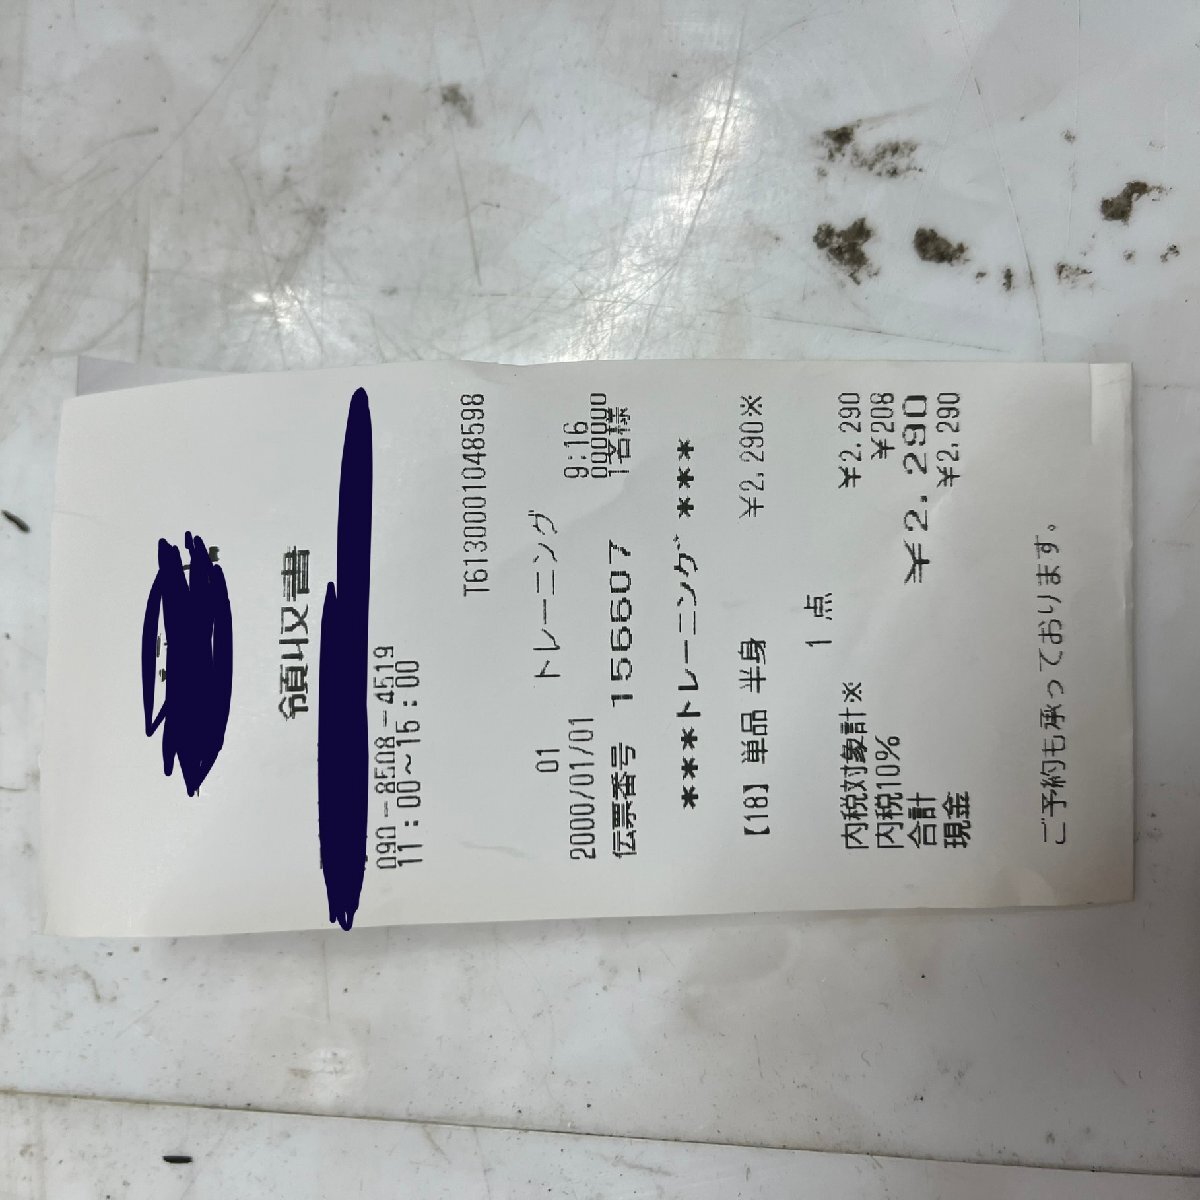 領収書
090-8508-4519
11:00~15:00
T6130001048598
01 トレーニング
2000/01/01 9:16
000000
伝票番号 156607 1名様
***トレーニング***
【18】単品 半身 ¥2,290※
1点
内税対象計※ ¥2,290
内税10% ¥208
合計 ¥2,290
現金 ¥2,290
ご予約も承っております。